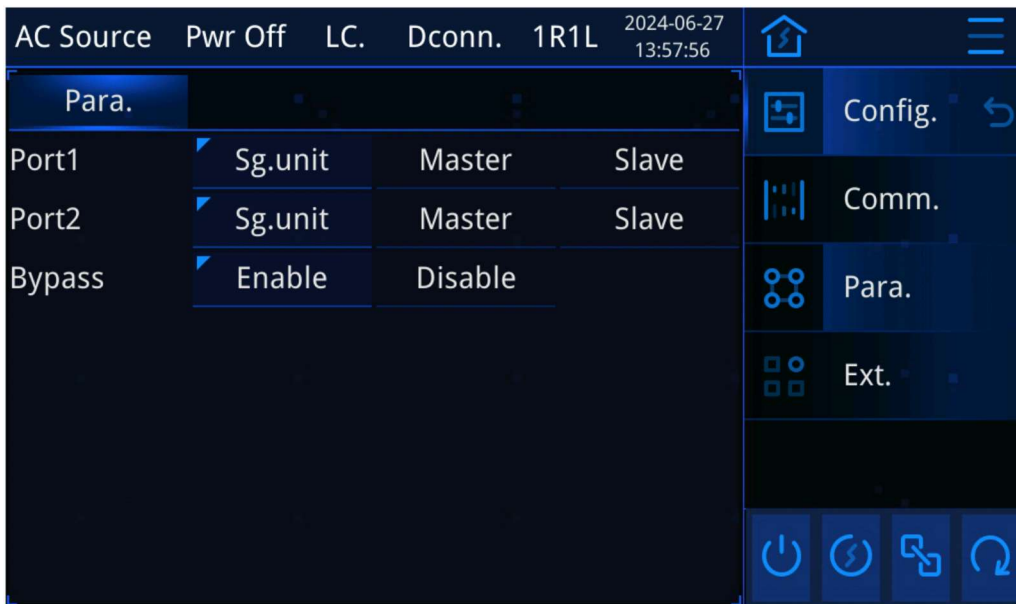 AC Source Pwr Off LC. Dconn. 1R1L 2024-06-27
13:57:56
Para.
Port1 Sg.unit Master Slave
Port2 Sg.unit Master Slave
Bypass Enable Disable
Config.
Comm.
Para.
Ext.